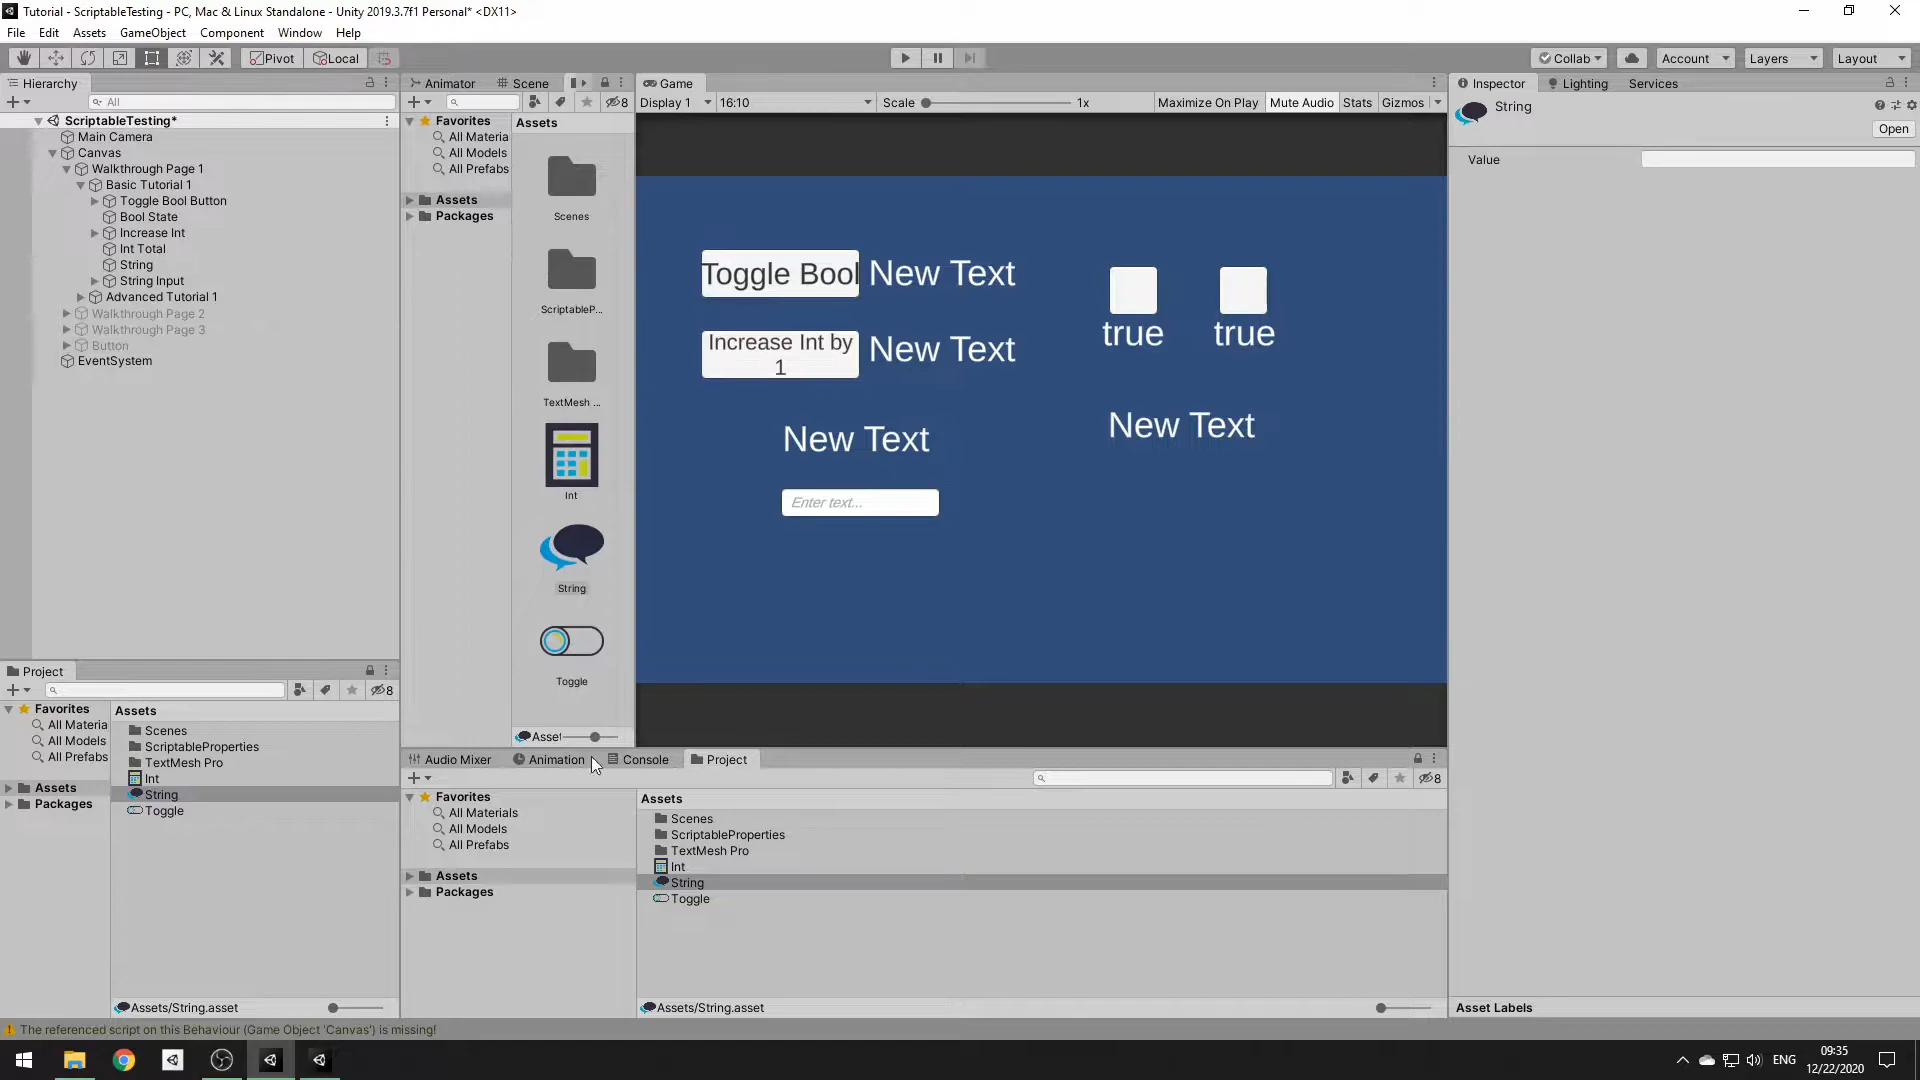 Tutorial - ScriptableTesting - PC, Mac & Linux Standalone - Unity 2019.3.7f1 Personal* <DX11>
File Edit Assets GameObject Component Window Help
Pivot Local Collab Account Layers Layout
Hierarchy
All
ScriptableTesting*
Main Camera
Canvas
Walkthrough Page 1
Basic Tutorial 1
Toggle Bool Button
Bool State
Increase Int
Int Total
String
String Input
Advanced Tutorial 1
Walkthrough Page 2
Walkthrough Page 3
Button
EventSystem
Project
8
Favorites
All Materia
All Models
All Prefabs
Assets
Packages
Assets
Scenes
ScriptableProperties
TextMesh Pro
Int
String
Toggle
Assets/String.asset
Animator Scene
8
Favorites
All Materia
All Models
All Prefabs
Assets
Packages
Assets
Scenes
ScriptableP...
TextMesh ...
Int
String
Toggle
Asset
Game
Display 1 16:10 Scale 1x Maximize On Play Mute Audio Stats Gizmos
Toggle Bool New Text
Increase Int by
1
New Text
New Text
Enter text...
true true
New Text
Audio Mixer Animation Console Project
8
Favorites
All Materials
All Models
All Prefabs
Assets
Packages
Assets
Scenes
ScriptableProperties
TextMesh Pro
Int
String
Toggle
Assets/String.asset
Inspector Lighting Services
String
Open
Value
Asset Labels
The referenced script on this Behaviour (Game Object 'Canvas') is missing!
ENG
09:35
12/22/2020